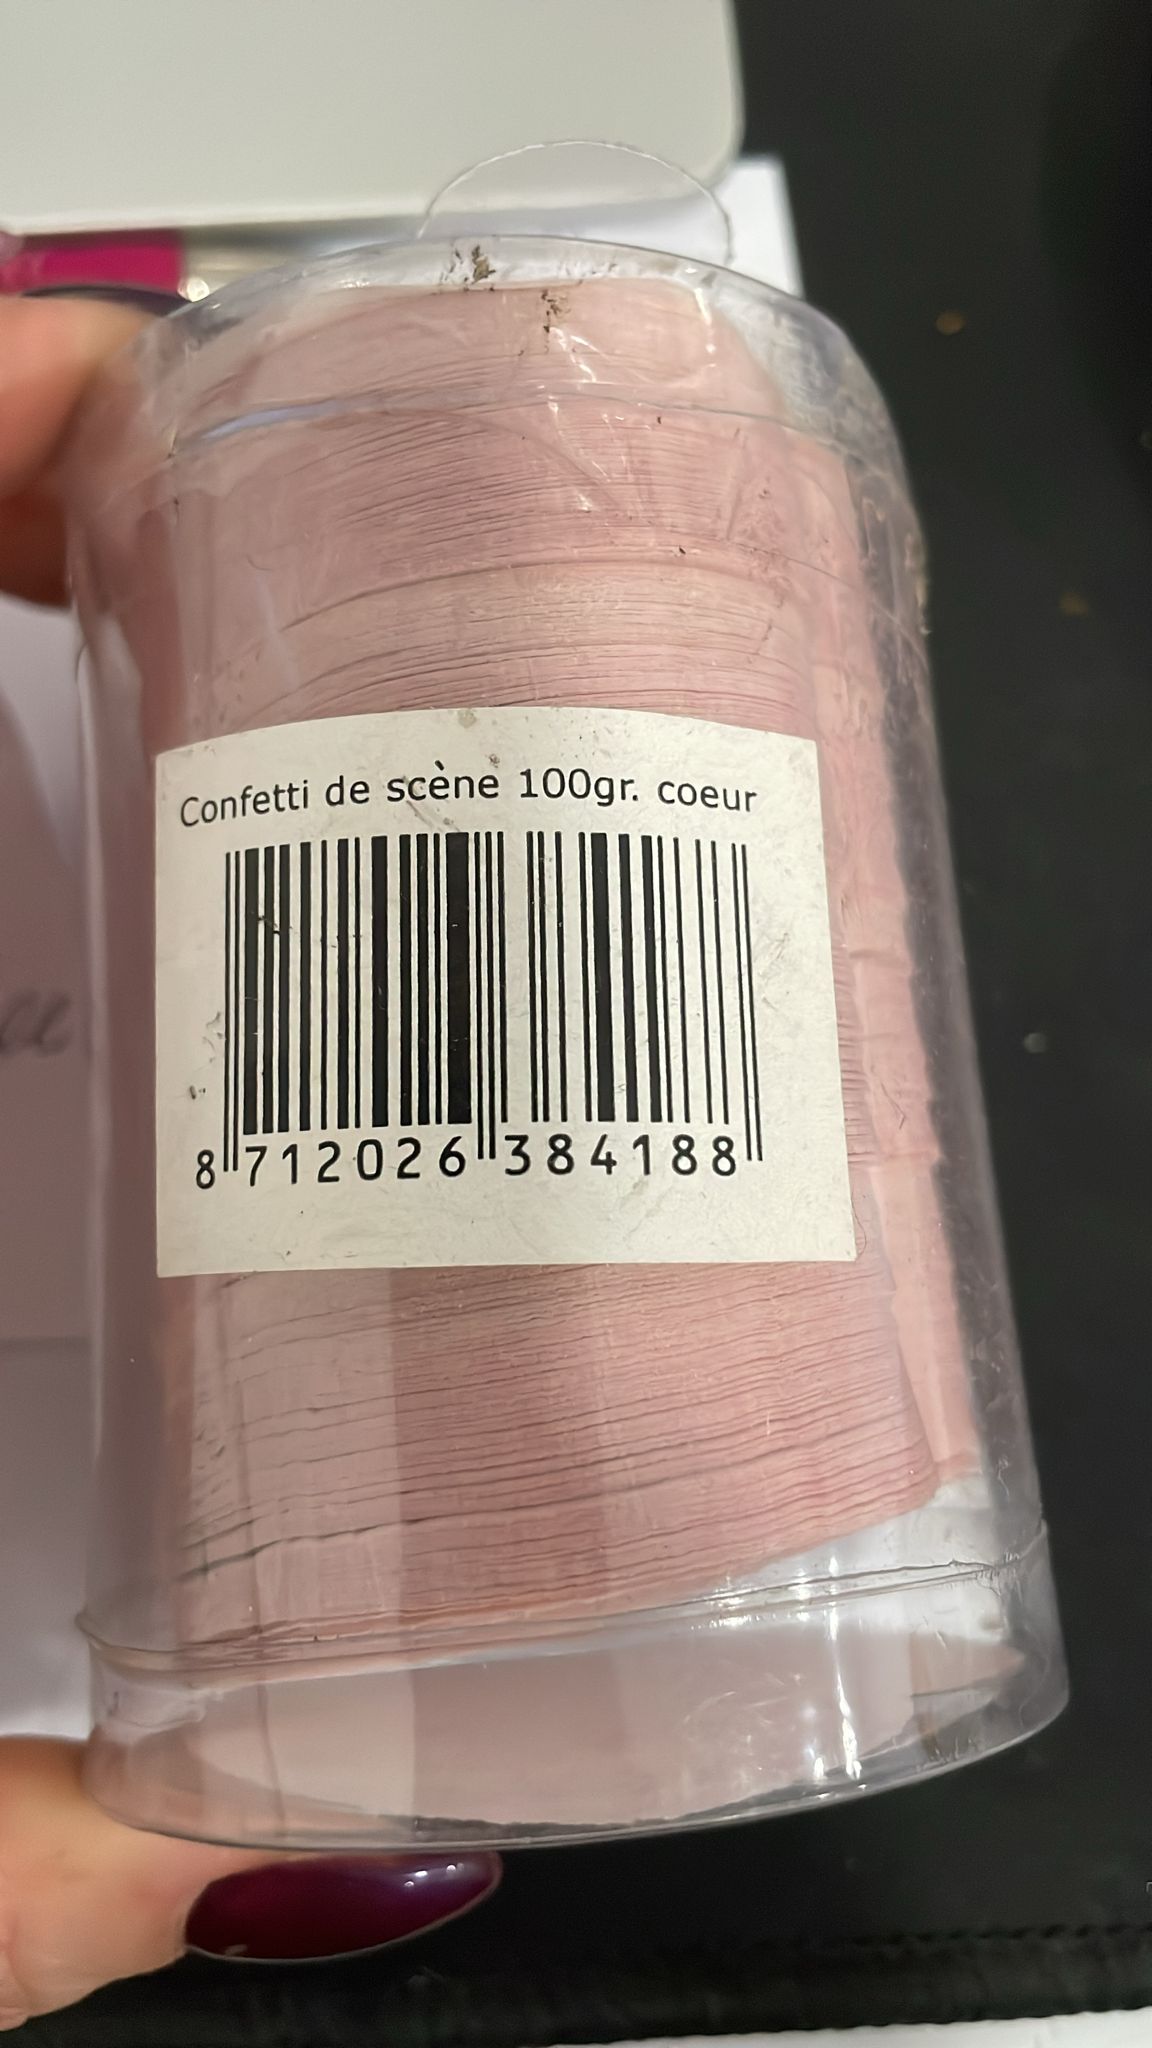 Confetti de scène 100gr. coeur
8 712026 384188